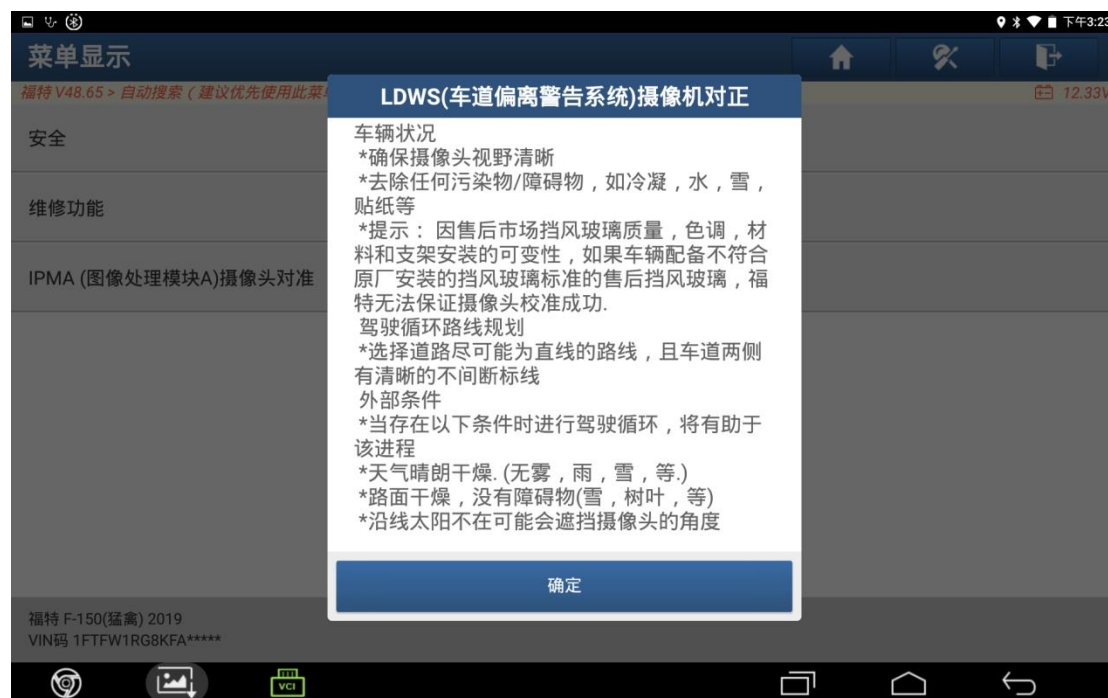 下午3:23
菜单显示
福特 V48.65 > 自动搜索 ( 建议优先使用此菜
12.33V
安全
维修功能
IPMA (图像处理模块A)摄像头对准
LDWS(车道偏离警告系统)摄像机对正
车辆状况
*确保摄像头视野清晰
*去除任何污染物/障碍物，如冷凝，水，雪，
贴纸等
*提示： 因售后市场挡风玻璃质量，色调，材
料和支架安装的可变性，如果车辆配备不符合
原厂安装的挡风玻璃标准的售后挡风玻璃，福
特无法保证摄像头校准成功.
驾驶循环路线规划
*选择道路尽可能为直线的路线，且车道两侧
有清晰的不间断标线
外部条件
*当存在以下条件时进行驾驶循环，将有助于
该进程
*天气晴朗干燥. (无雾，雨，雪，等.)
*路面干燥，没有障碍物(雪，树叶，等)
*沿线太阳不在可能会遮挡摄像头的角度
确定
福特 F-150(猛禽) 2019
VIN码 1FTFW1RG8KFA*****
VCI